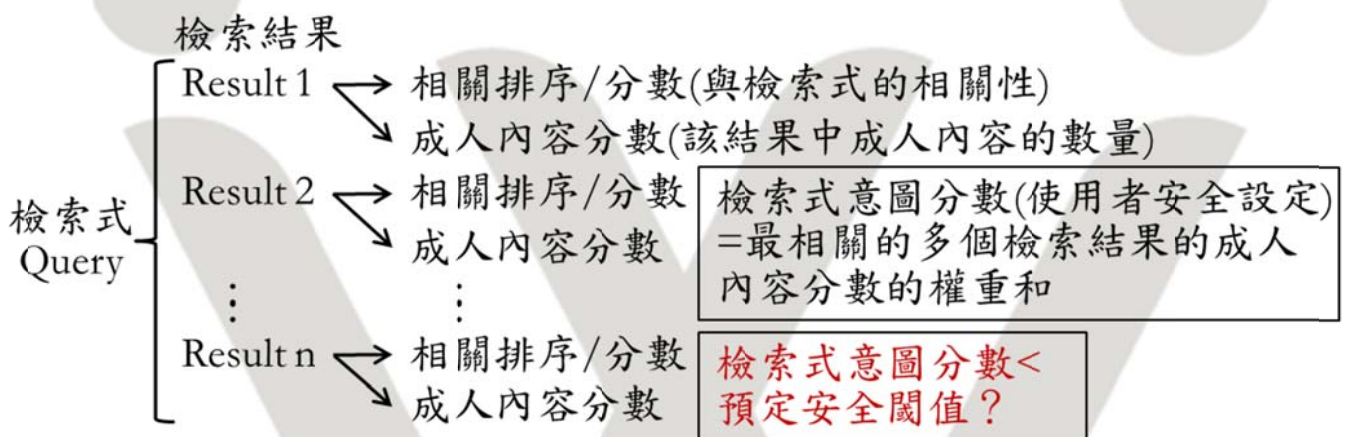 檢索結果
Result 1 相關排序/分數(與檢索式的相關性)
成人內容分數(該結果中成人內容的數量)
檢索式
Query
Result 2 相關排序/分數
成人內容分數
檢索式意圖分數(使用者安全設定)
=最相關的多個檢索結果的成人
內容分數的權重和
⋮ ⋮
Result n 相關排序/分數
成人內容分數
檢索式意圖分數<
預定安全閾值？